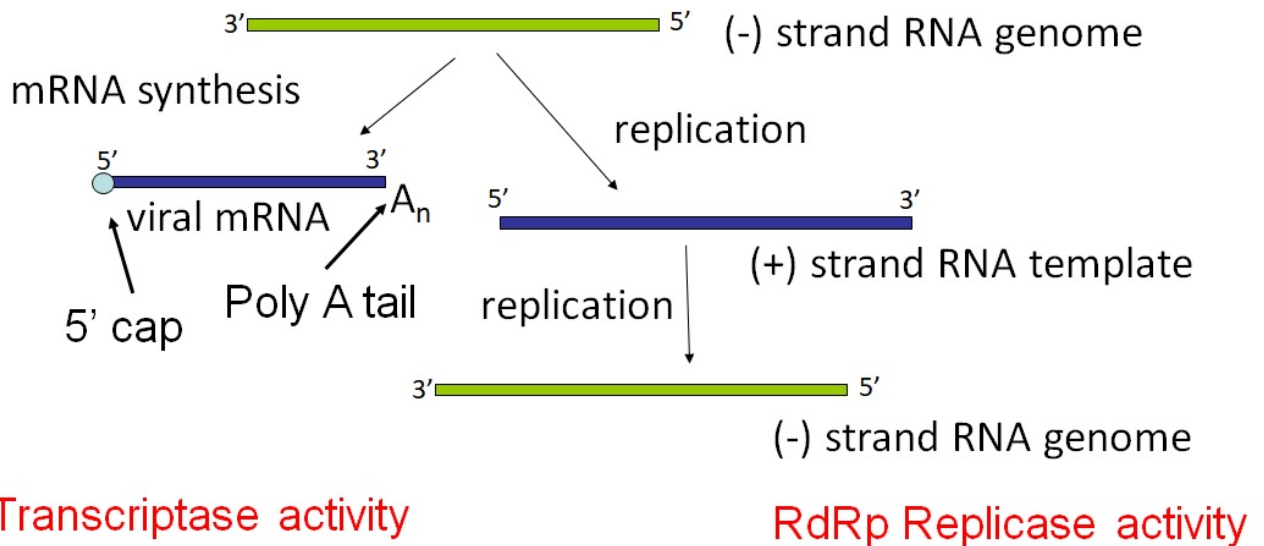 3’ 5’ (-) strand RNA genome
mRNA synthesis
replication
5’ 3’
An
viral mRNA
5’ 3’
(+) strand RNA template
Poly A tail
5’ cap
replication
3’ 5’
(-) strand RNA genome
Transcriptase activity
RdRp Replicase activity